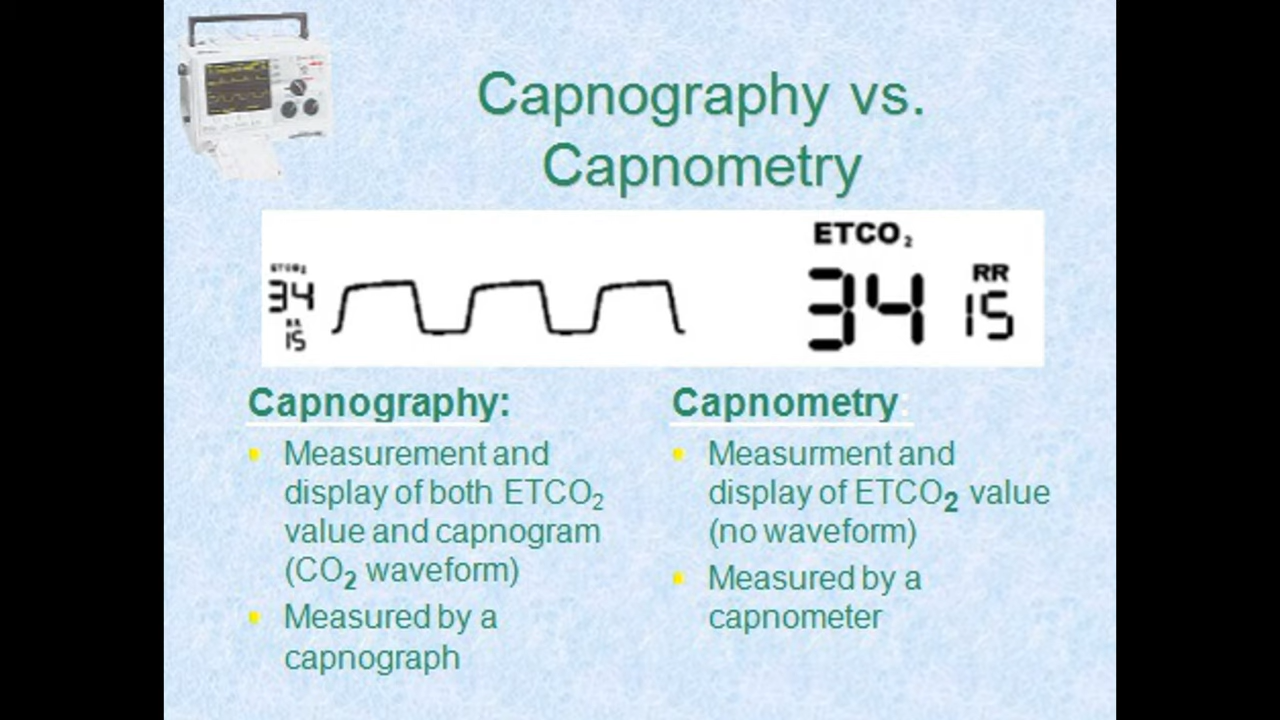 Capnography vs.
Capnometry
ETCO₂
34
RR
15
ETCO₂
34
RR
15
Capnography:
Measurement and
display of both ETCO₂
value and capnogram
(CO₂ waveform)
Measured by a
capnograph
Capnometry:
Measurment and
display of ETCO₂ value
(no waveform)
Measured by a
capnometer